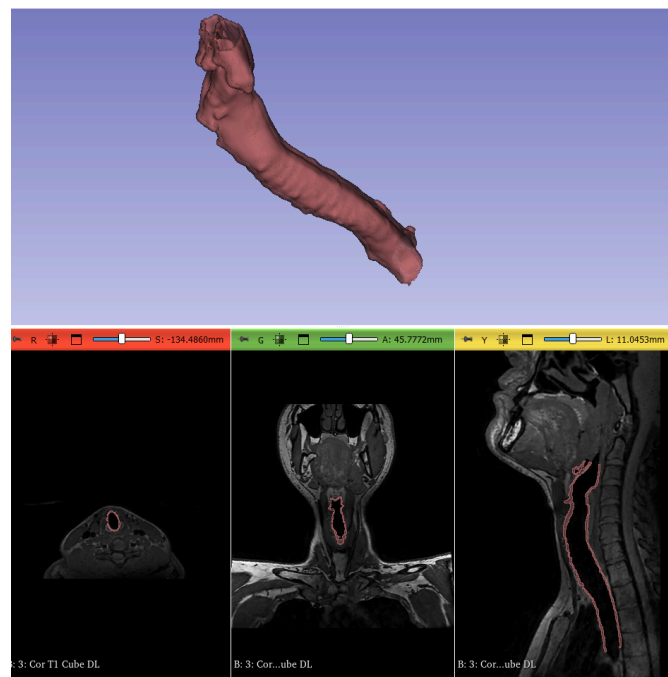 R S: -134.4860mm
G A: 45.7772mm
Y L: 11.0453mm
: 3: Cor T1 Cube DL
B: 3: Cor...ube DL
B: 3: Cor...ube DL